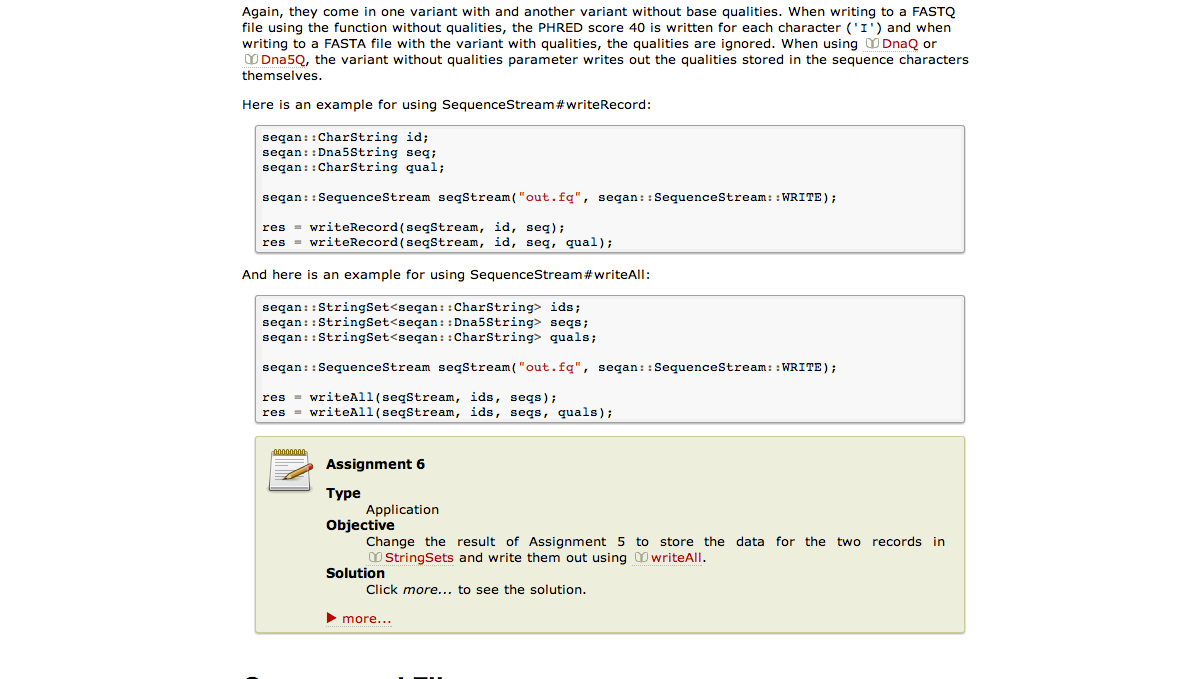 Again, they come in one variant with and another variant without base qualities. When writing to a FASTQ
file using the function without qualities, the PHRED score 40 is written for each character ('I') and when
writing to a FASTA file with the variant with qualities, the qualities are ignored. When using DnaQ or
Dna5Q, the variant without qualities parameter writes out the qualities stored in the sequence characters
themselves.
Here is an example for using SequenceStream#writeRecord:
seqan::CharString id;
seqan::Dna5String seq;
seqan::CharString qual;
seqan::SequenceStream seqStream("out.fq", seqan::SequenceStream::WRITE);
res = writeRecord(seqStream, id, seq);
res = writeRecord(seqStream, id, seq, qual);
And here is an example for using SequenceStream#writeAll:
seqan::StringSet<seqan::CharString> ids;
seqan::StringSet<seqan::Dna5String> seqs;
seqan::StringSet<seqan::CharString> quals;
seqan::SequenceStream seqStream("out.fq", seqan::SequenceStream::WRITE);
res = writeAll(seqStream, ids, seqs);
res = writeAll(seqStream, ids, seqs, quals);
Assignment 6
Type
Application
Objective
Change the result of Assignment 5 to store the data for the two records in
StringSets and write them out using writeAll.
Solution
Click more... to see the solution.
more...